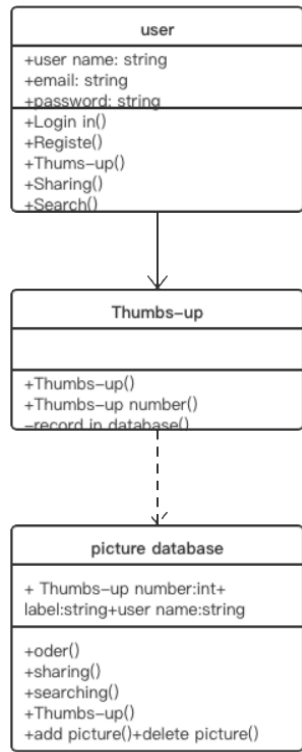 user
+user name: string
+email: string
+password: string
+Login in()
+Registe()
+Thums-up()
+Sharing()
+Search()
Thumbs-up
+Thumbs-up()
+Thumbs-up number()
-record in database()
picture database
+ Thumbs-up number:int+
label:string+user name:string
+oder()
+sharing()
+searching()
+Thumbs-up()
+add picture()+delete picture()